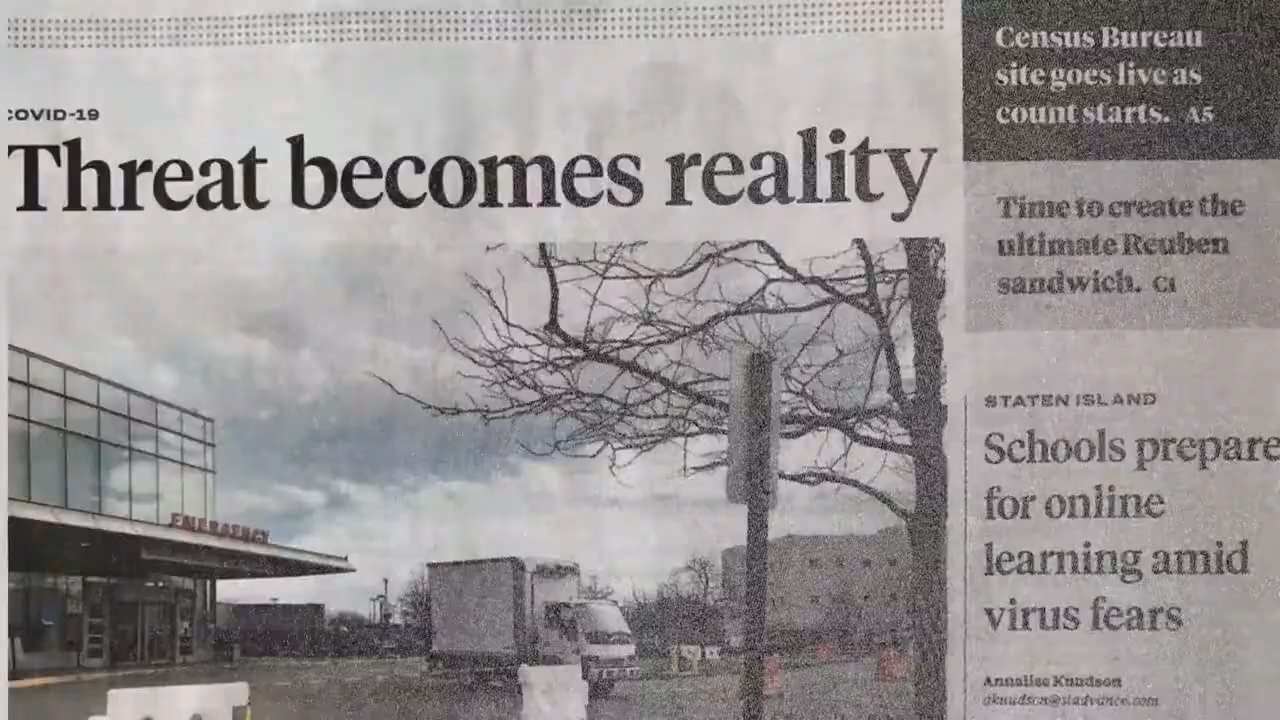 COVID-19
Threat becomes reality
EMERGENCY
Census Bureau
site goes live as
count starts. A5
Time to create the
ultimate Reuben
sandwich. C1
STATEN ISLAND
Schools prepare
for online
learning amid
virus fears
Annalise Knudson
aknudson@siadvance.com